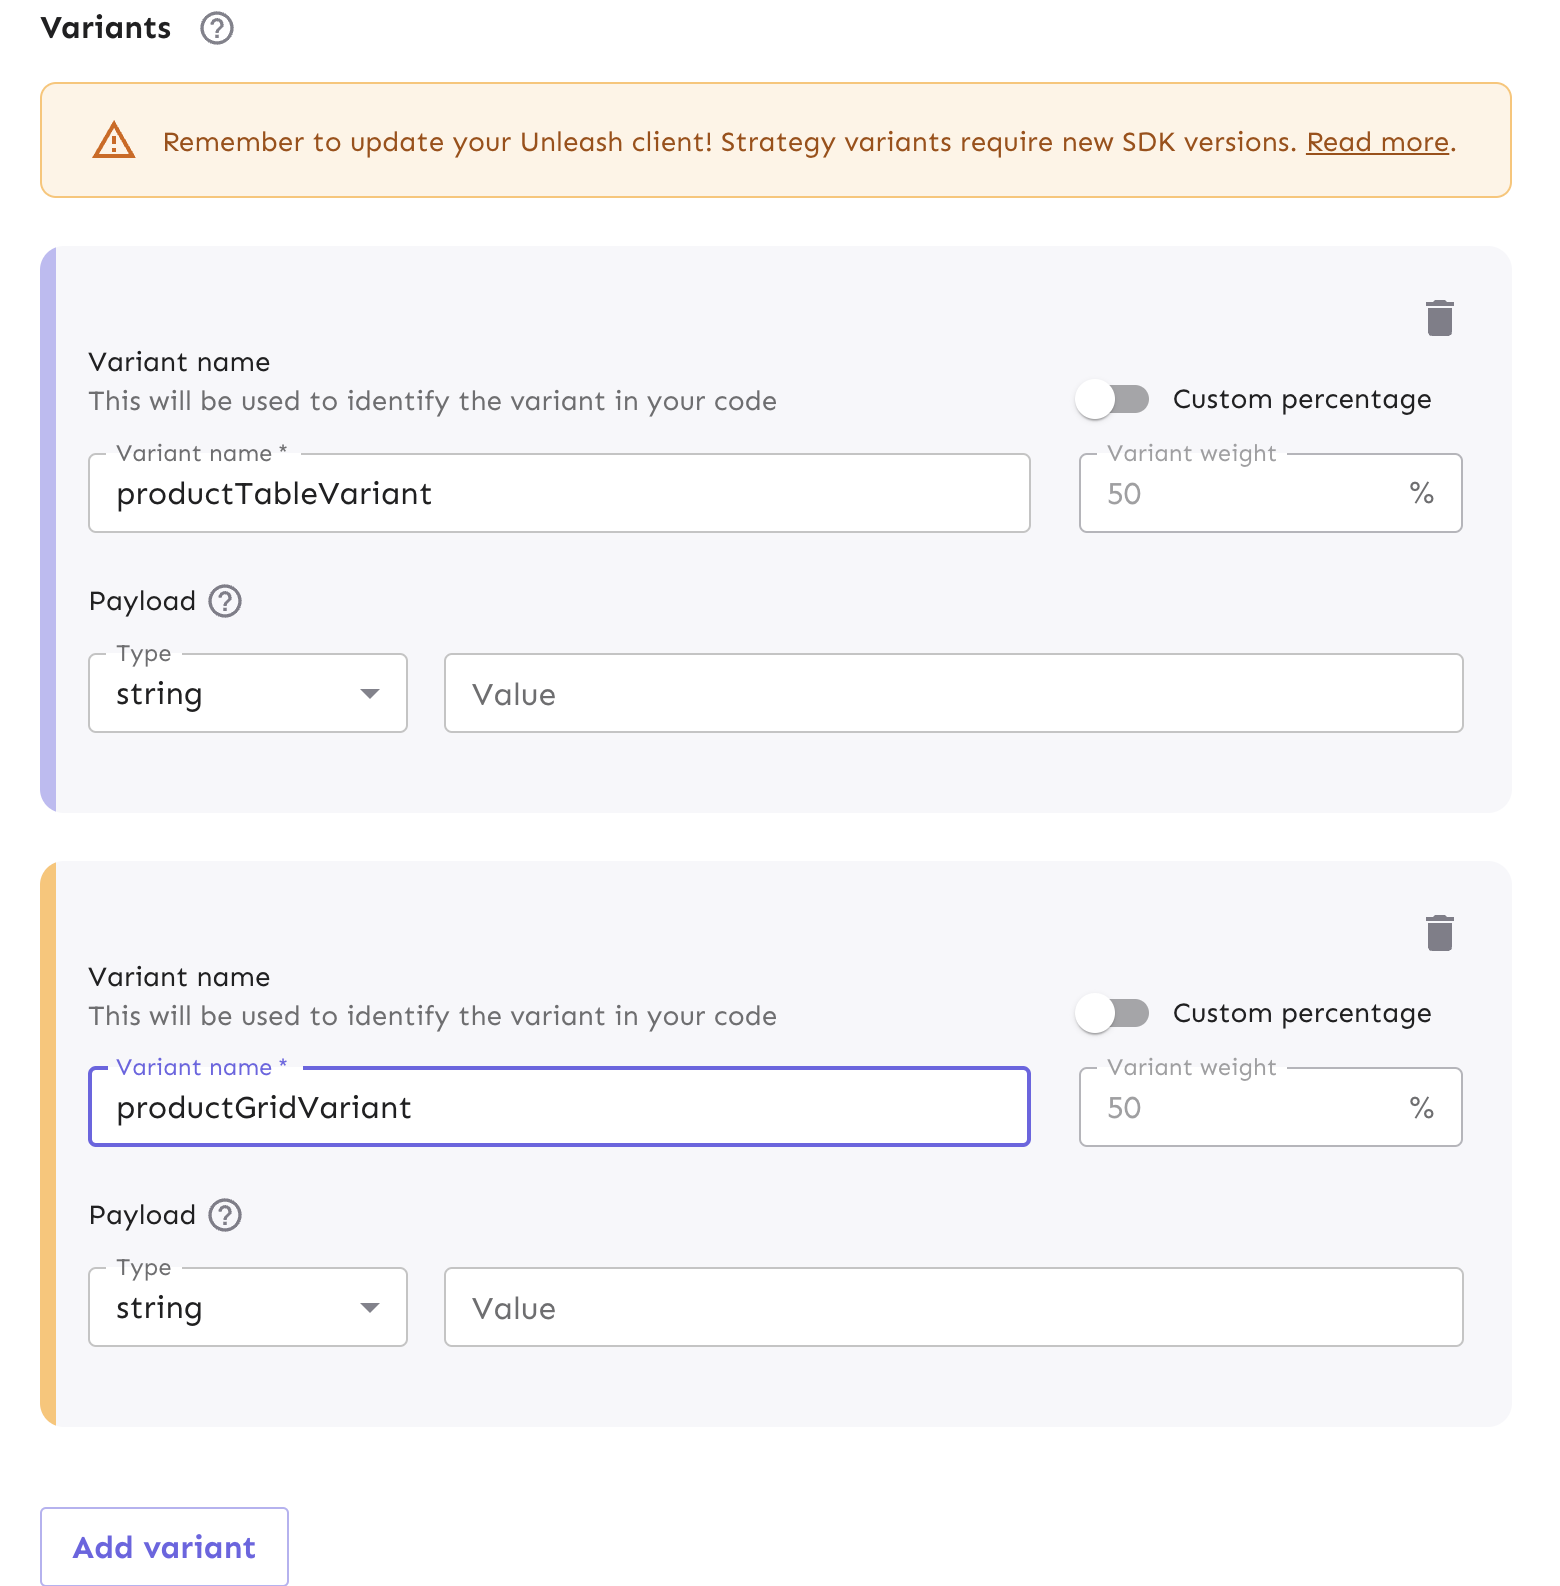 Variants
Remember to update your Unleash client! Strategy variants require new SDK versions. Read more.
Variant name
This will be used to identify the variant in your code
Custom percentage
Variant name *
productTableVariant
Variant weight
50 %
Payload
Type
string
Value
Variant name
This will be used to identify the variant in your code
Custom percentage
Variant name *
productGridVariant
Variant weight
50 %
Payload
Type
string
Value
Add variant